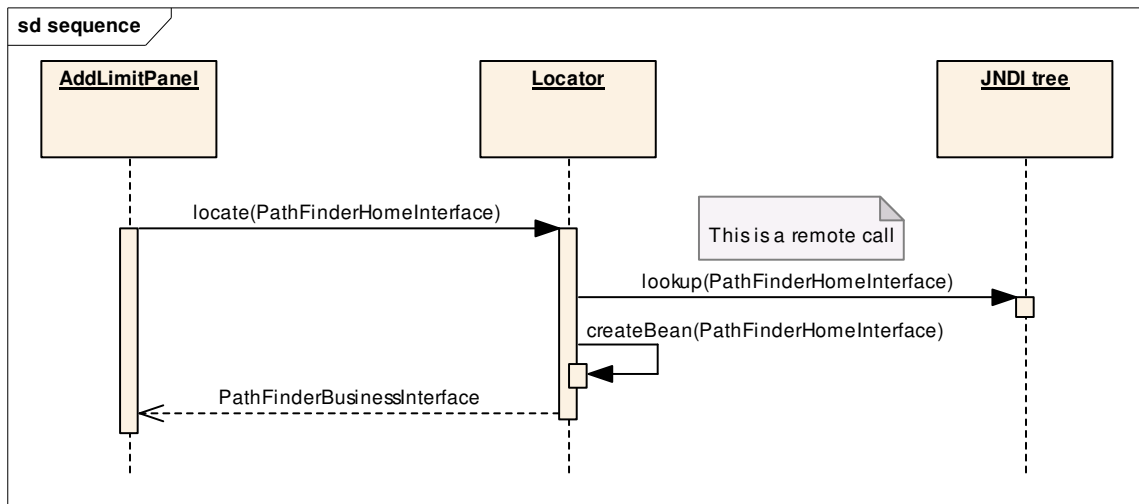 sd sequence
AddLimitPanel
Locator
JNDI tree
locate(PathFinderHomeInterface)
This is a remote call
lookup(PathFinderHomeInterface)
createBean(PathFinderHomeInterface)
PathFinderBusinessInterface